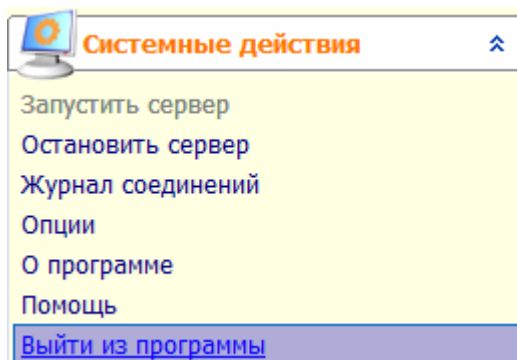 Системные действия
Запустить сервер
Остановить сервер
Журнал соединений
Опции
О программе
Помощь
Выйти из программы